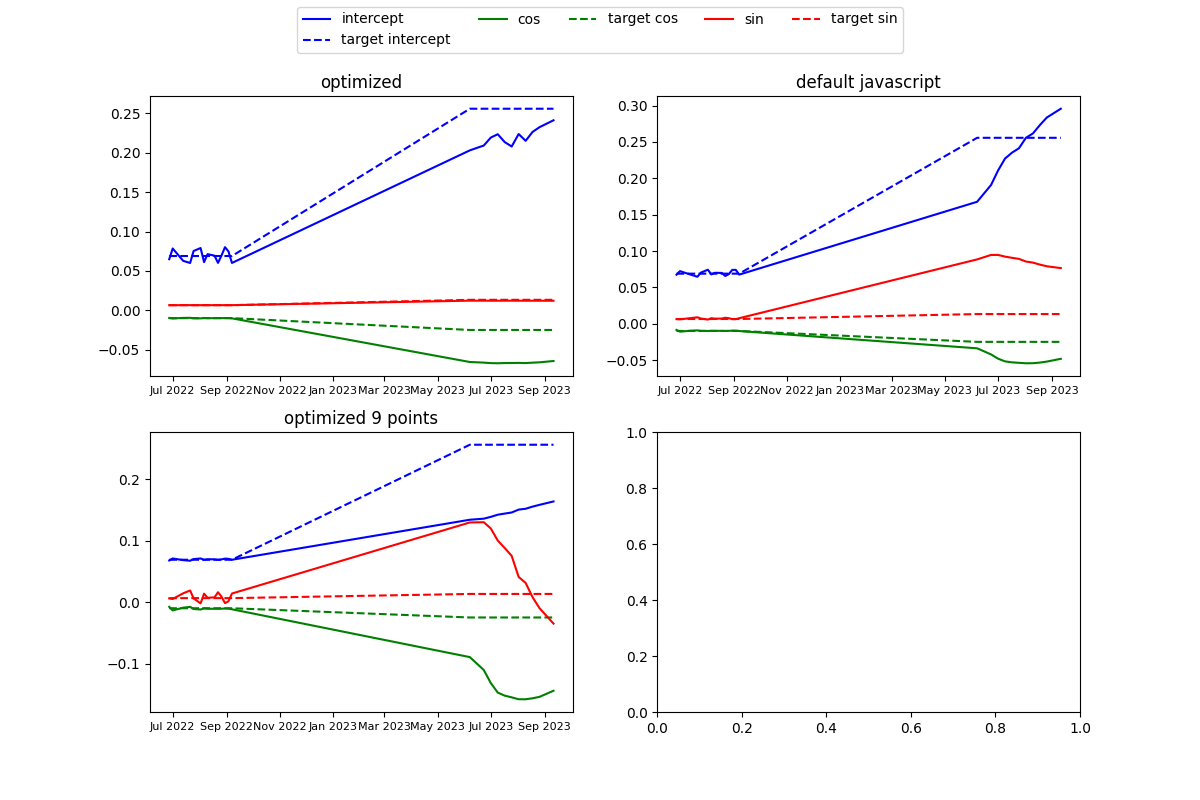 intercept cos target cos sin target sin
target intercept
optimized
0.25
0.20
0.15
0.10
0.05
0.00
−0.05
Jul 2022 Sep 2022 Nov 2022 Jan 2023 Mar 2023 May 2023 Jul 2023 Sep 2023
default javascript
0.30
0.25
0.20
0.15
0.10
0.05
0.00
−0.05
Jul 2022 Sep 2022 Nov 2022 Jan 2023 Mar 2023 May 2023 Jul 2023 Sep 2023
optimized 9 points
0.2
0.1
0.0
−0.1
Jul 2022 Sep 2022 Nov 2022 Jan 2023 Mar 2023 May 2023 Jul 2023 Sep 2023
1.0
0.8
0.6
0.4
0.2
0.0
0.0 0.2 0.4 0.6 0.8 1.0